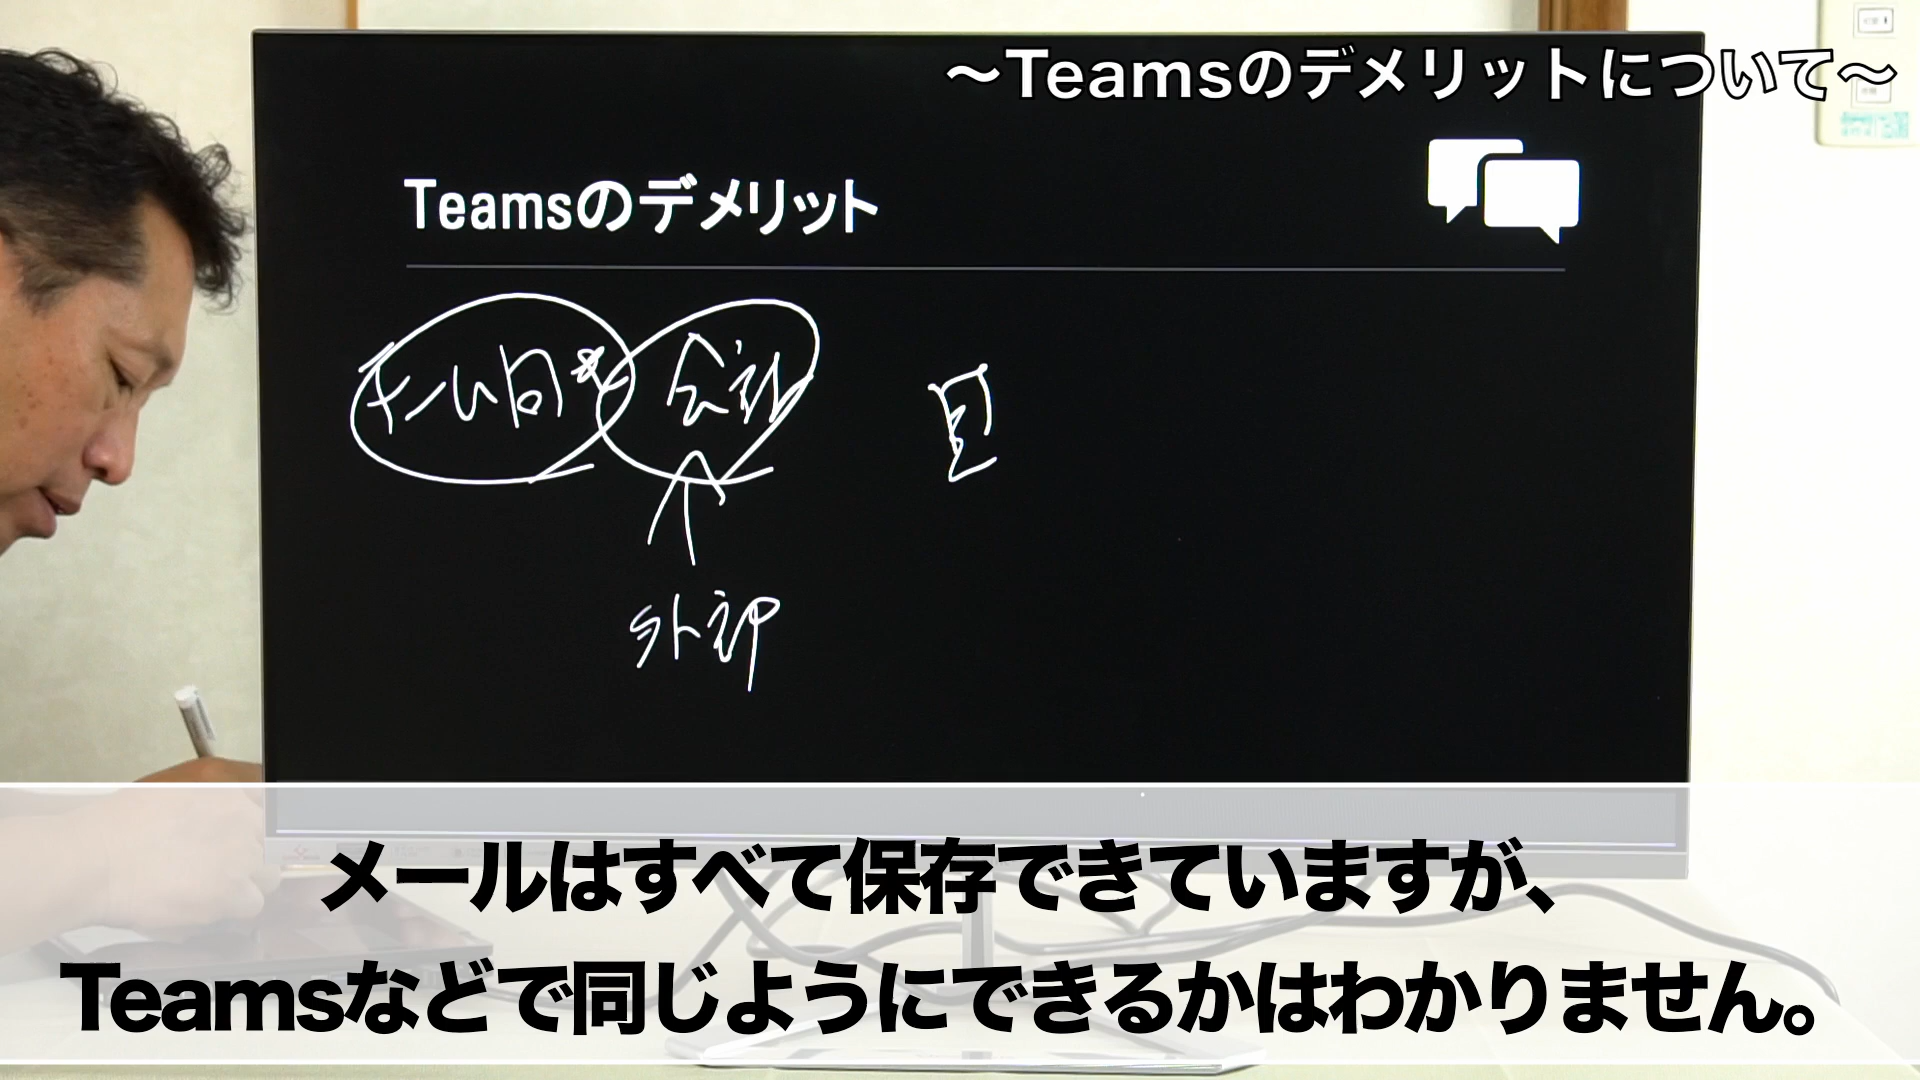 〜Teamsのデメリットについて〜
Teamsのデメリット
チーム同士
会社
外部
メールはすべて保存できていますが、
Teamsなどで同じようにできるかはわかりません。